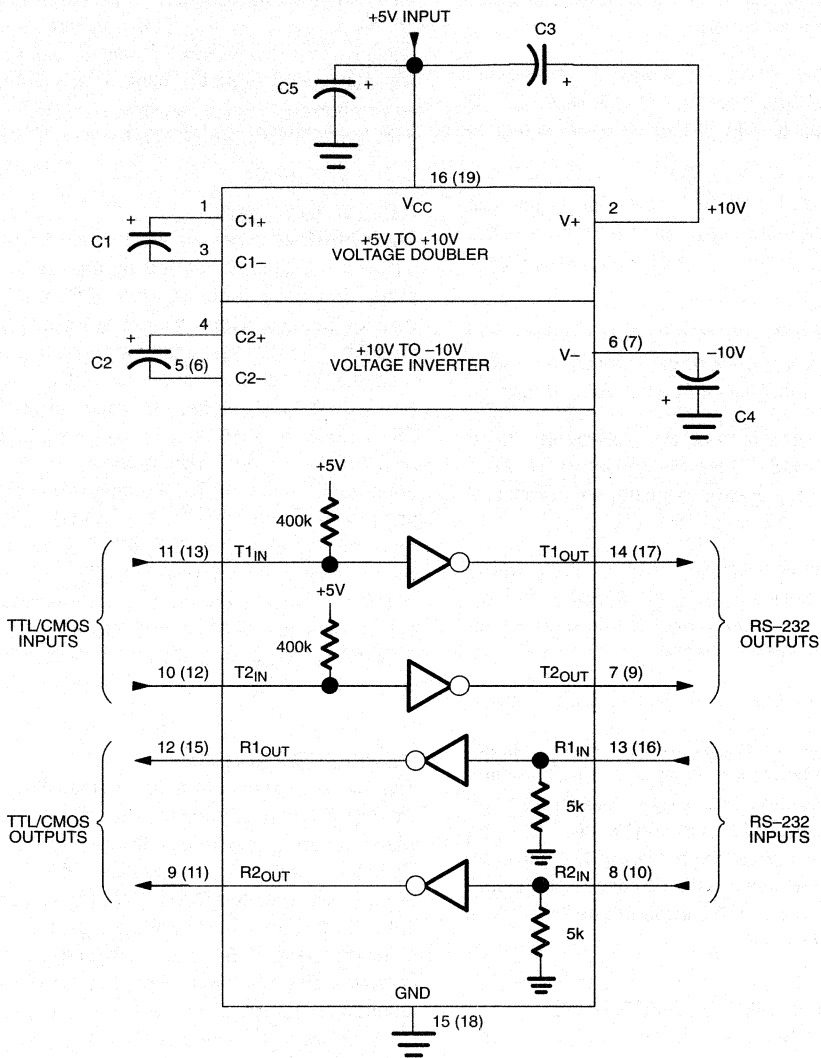 +5V INPUT
C3
C5
+
+
16 (19)
VCC
1
C1+
V+
2
+10V
+
C1
+5V TO +10V
VOLTAGE DOUBLER
3
C1–
4
C2+
+
C2
+10V TO –10V
VOLTAGE INVERTER
V–
6 (7)
–10V
5 (6)
C2–
+
C4
+5V
400k
11 (13)
T1IN
T1OUT
14 (17)
+5V
TTL/CMOS
INPUTS
400k
RS–232
OUTPUTS
10 (12)
T2IN
T2OUT
7 (9)
12 (15)
R1OUT
R1IN
13 (16)
5k
TTL/CMOS
OUTPUTS
RS–232
INPUTS
9 (11)
R2OUT
R2IN
8 (10)
5k
GND
15 (18)